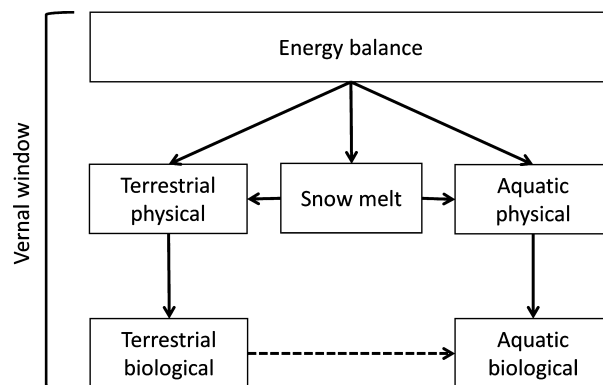 Vernal window
Energy balance
Terrestrial
physical
Snow melt
Aquatic
physical
Terrestrial
biological
Aquatic
biological